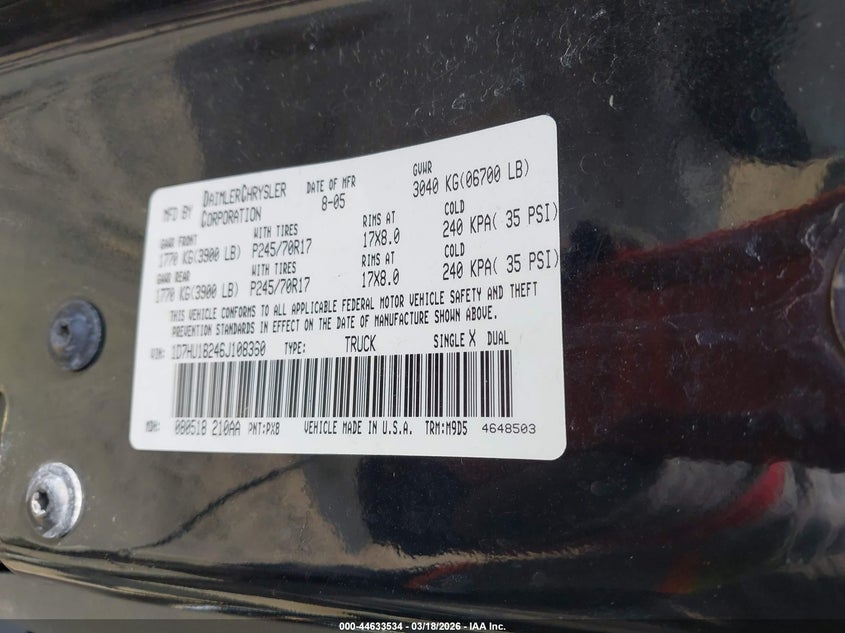 MFD BY DAIMLERCHRYSLER CORPORATION DATE OF MFR 8-05 GVWR 3040 KG(06700 LB)
GAWR FRONT 1770 KG(3900 LB) WITH TIRES P245/70R17 RIMS AT 17X8.0 COLD 240 KPA( 35 PSI)
GAWR REAR 1770 KG(3900 LB) WITH TIRES P245/70R17 RIMS AT 17X8.0 COLD 240 KPA( 35 PSI)
THIS VEHICLE CONFORMS TO ALL APPLICABLE FEDERAL MOTOR VEHICLE SAFETY AND THEFT
PREVENTION STANDARDS IN EFFECT ON THE DATE OF MANUFACTURE SHOWN ABOVE.
VIN: 1D7HU18246J108360 TYPE: TRUCK SINGLE X DUAL
MDH: 080518 210AA PNT:PXB VEHICLE MADE IN U.S.A. TRM:M9D5 4648503
000-44633534 — 03/18/2026 — IAA Inc.